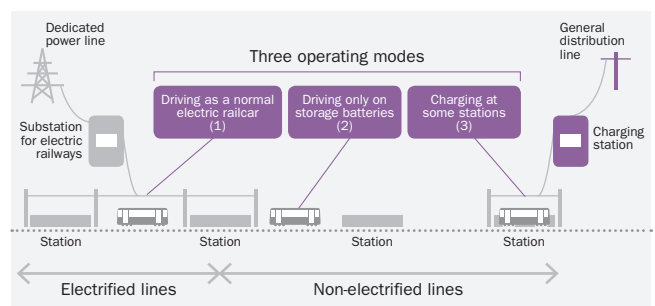 Dedicated
power line
General
distribution
line
Three operating modes
Driving as a normal
electric railcar
(1)
Driving only on
storage batteries
(2)
Charging at
some stations
(3)
Substation
for electric
railways
Charging
station
Station
Station
Station
Station
Electrified lines
Non-electrified lines